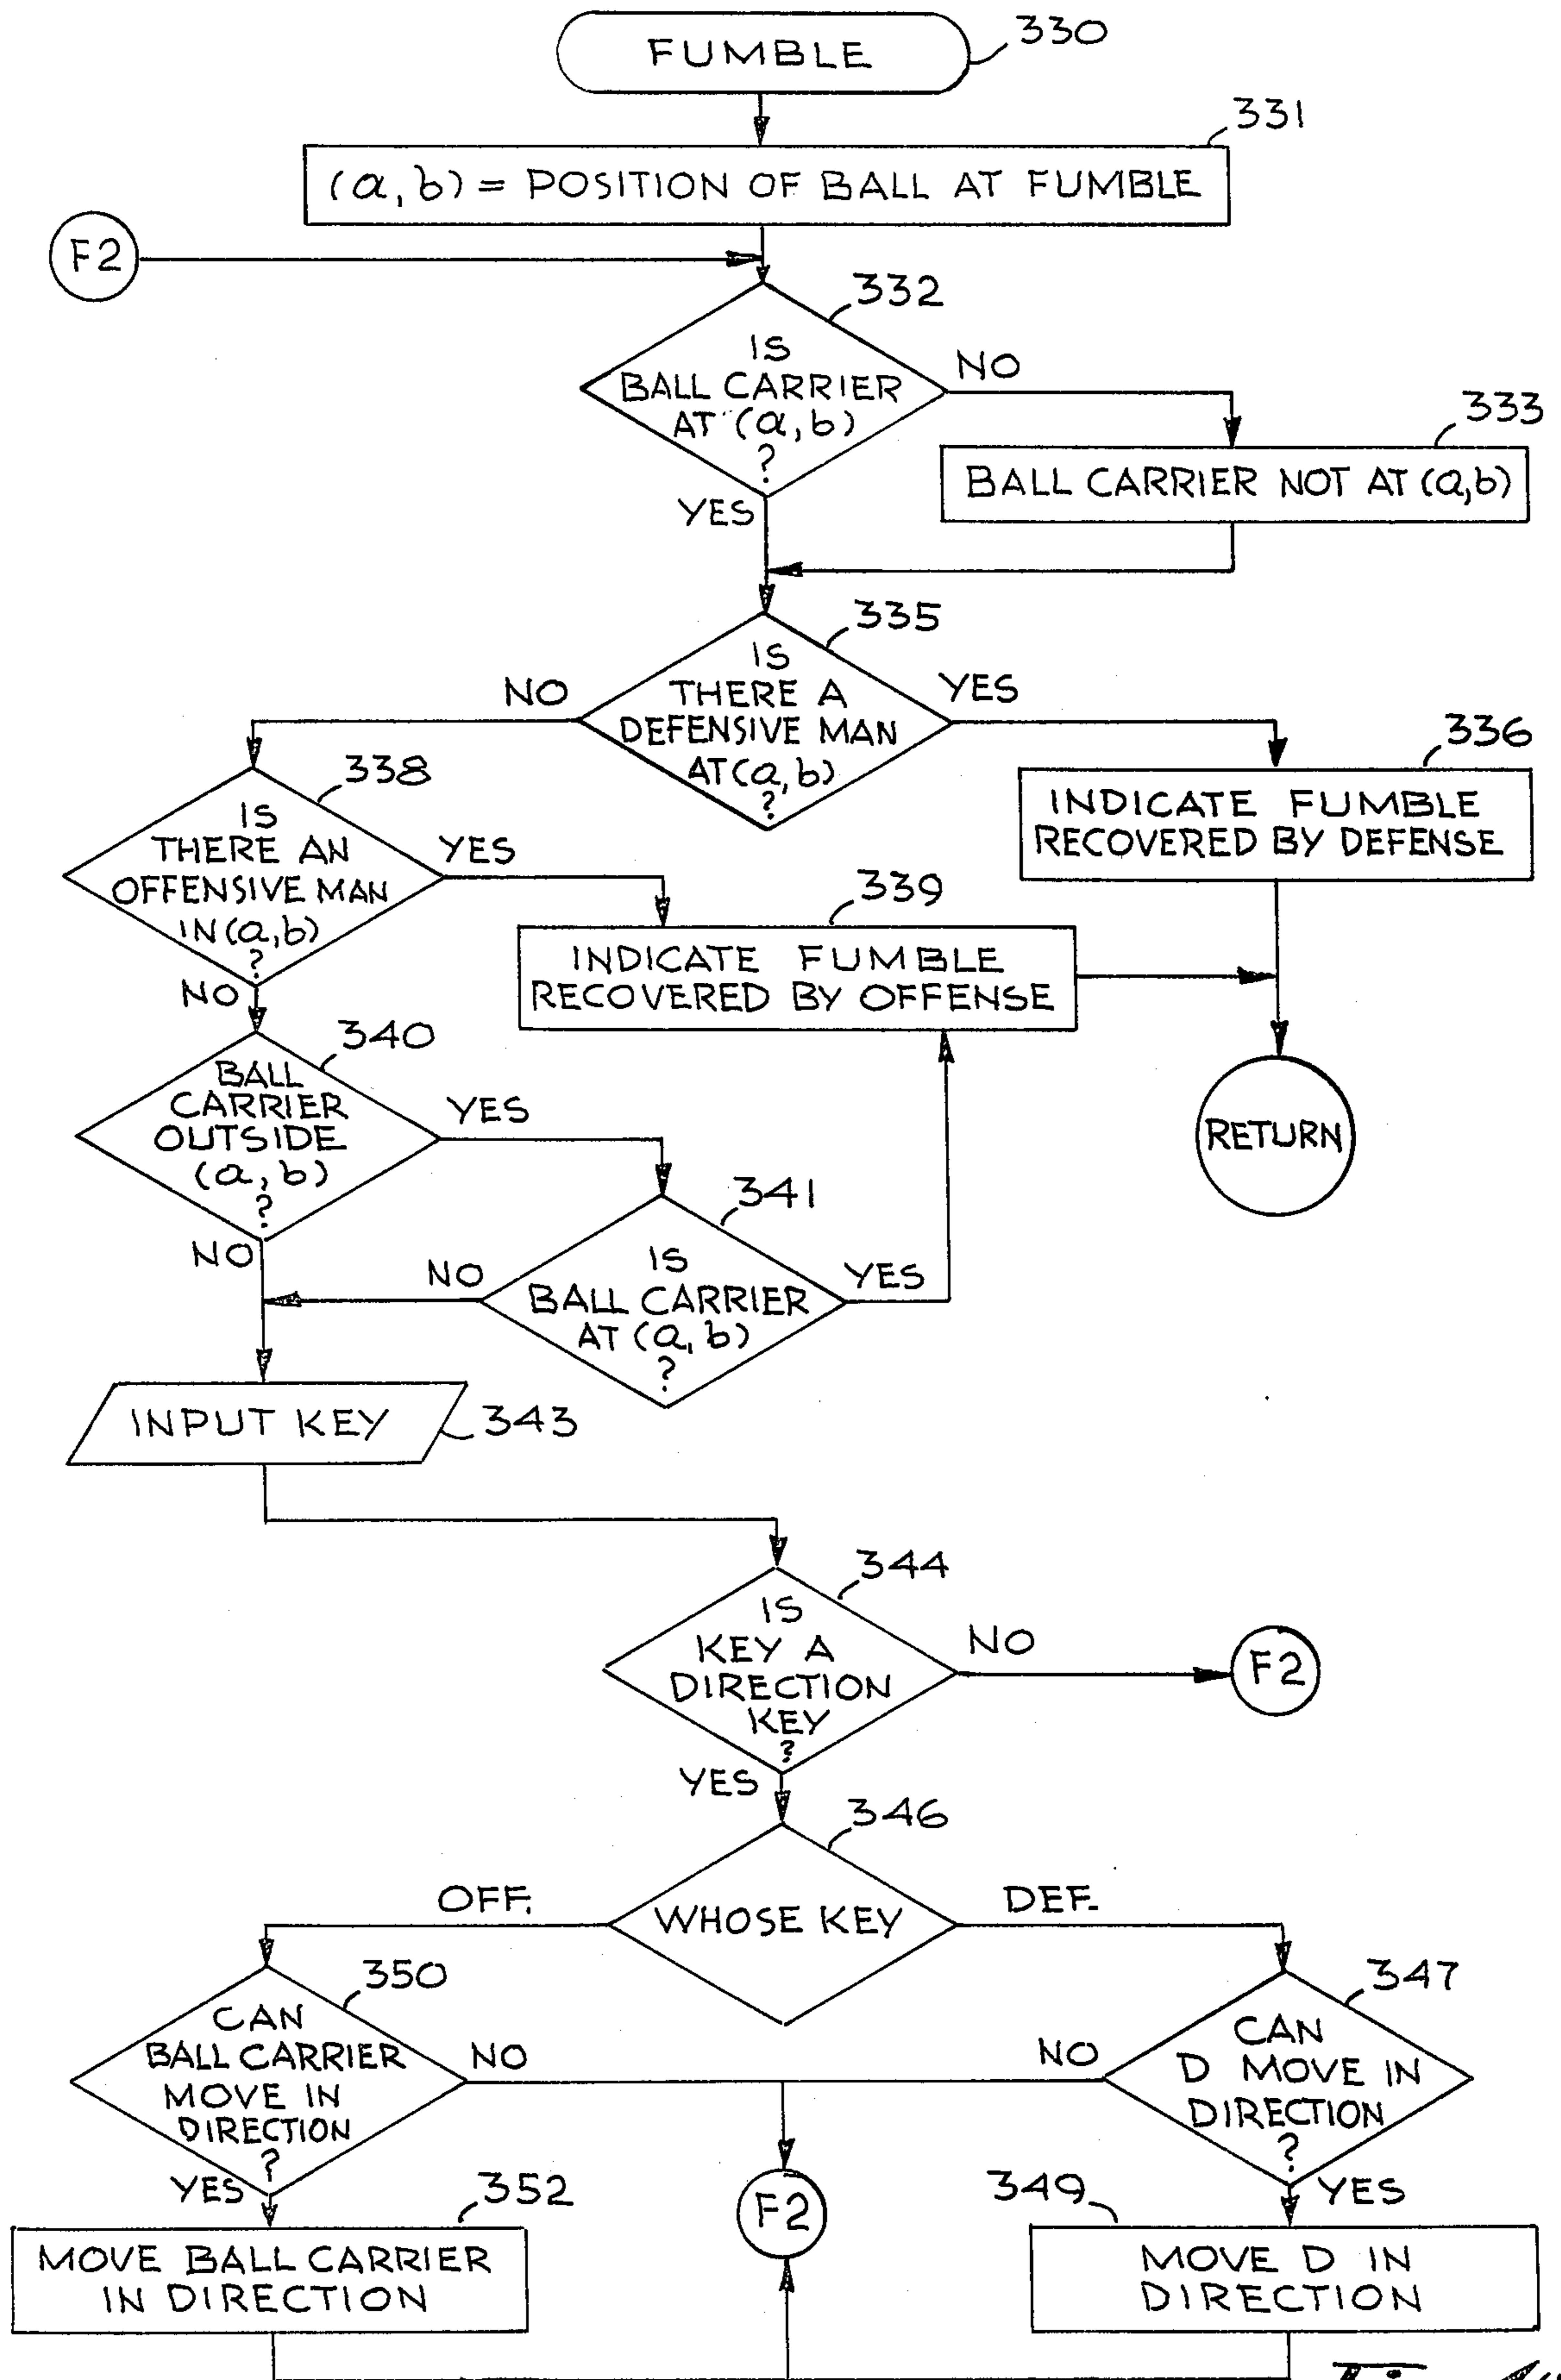 FUMBLE
330
331
(a, b) = POSITION OF BALL AT FUMBLE
F2
332
IS
BALL CARRIER
AT (a, b)
?
NO
YES
333
BALL CARRIER NOT AT (a, b)
335
IS
THERE A
DEFENSIVE MAN
AT (a, b)
?
NO
YES
336
INDICATE FUMBLE
RECOVERED BY DEFENSE
338
IS
THERE AN
OFFENSIVE MAN
IN (a, b)
?
YES
NO
339
INDICATE FUMBLE
RECOVERED BY OFFENSE
RETURN
340
BALL
CARRIER
OUTSIDE
(a, b)
?
YES
NO
341
IS
BALL CARRIER
AT (a, b)
?
NO
YES
INPUT KEY
343
344
IS
KEY A
DIRECTION
KEY
?
NO
F2
YES
346
WHOSE KEY
OFF.
DEF.
350
CAN
BALL CARRIER
MOVE IN
DIRECTION
?
NO
YES
347
CAN
D MOVE IN
DIRECTION
?
NO
YES
F2
352
MOVE BALL CARRIER
IN DIRECTION
349
MOVE D IN
DIRECTION